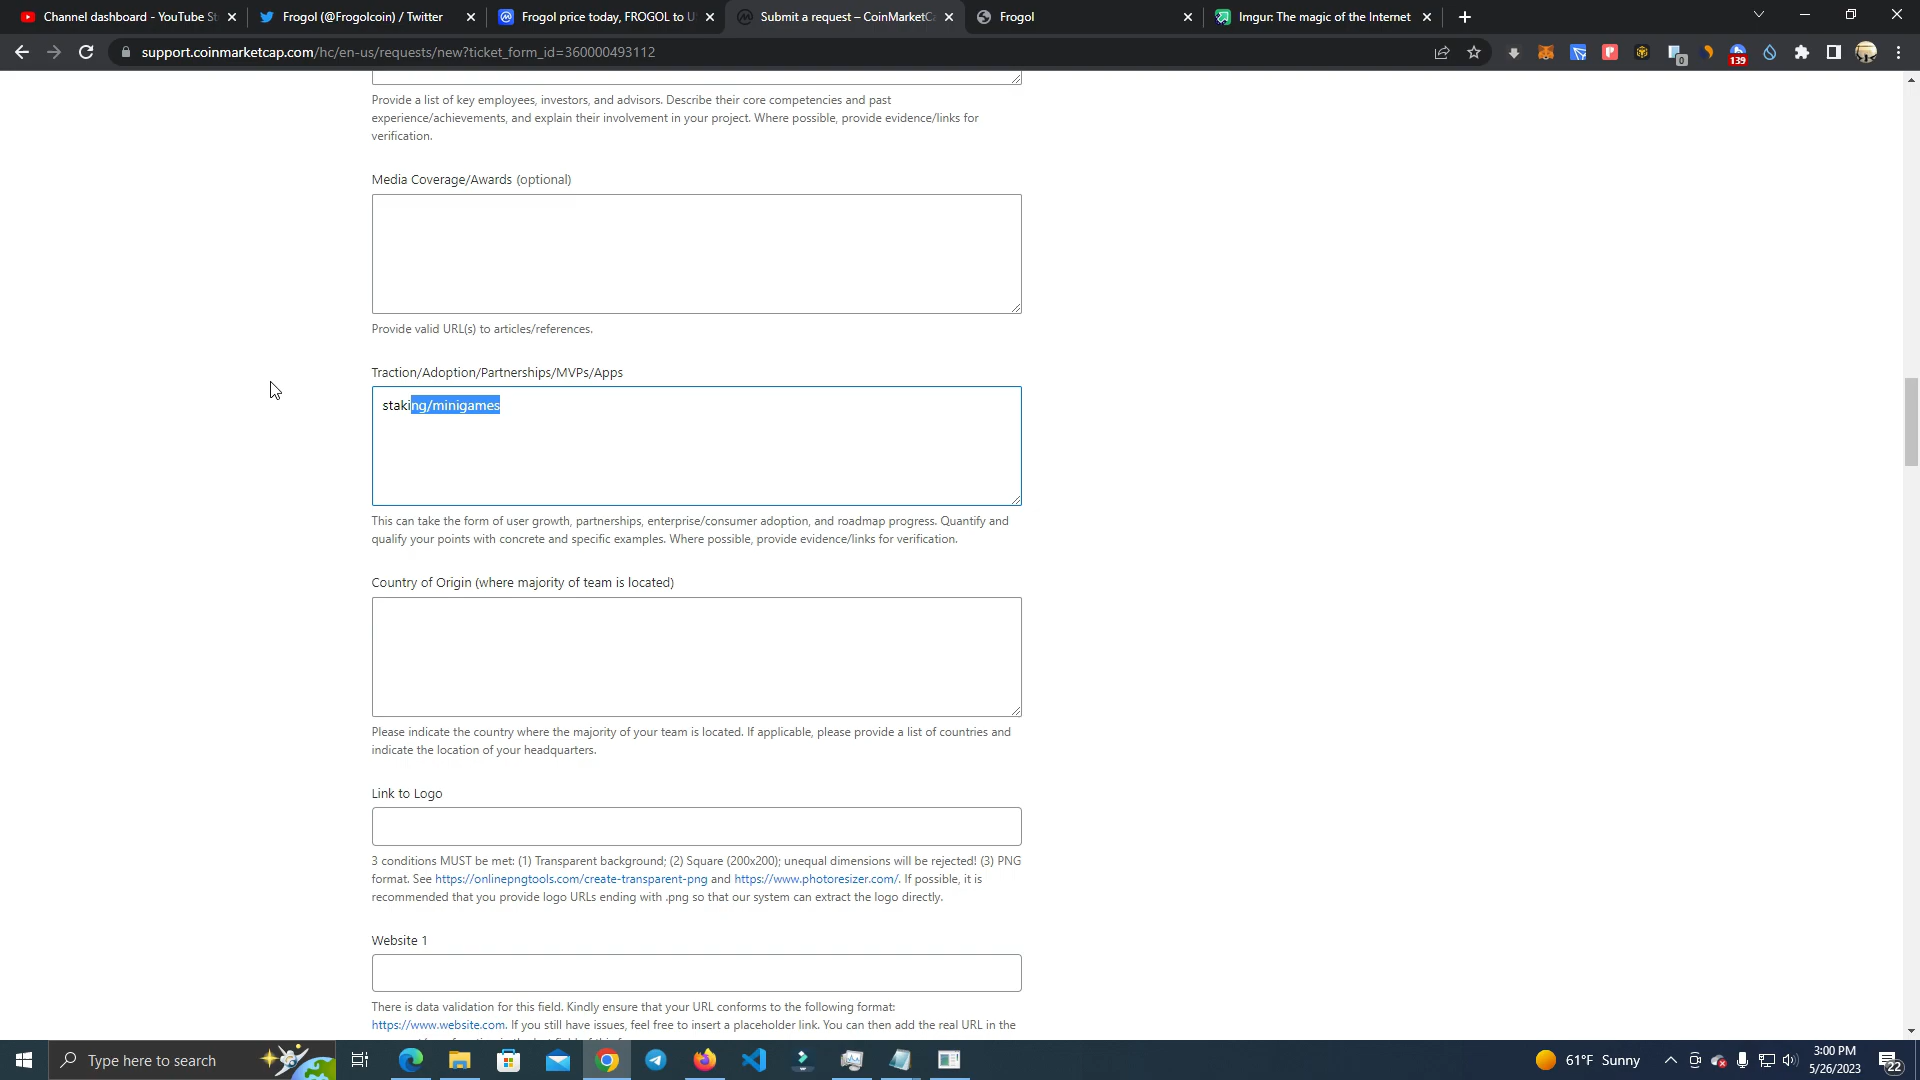 Channel dashboard - YouTube St
Frogol (@Frogolcoin) / Twitter
Frogol price today, FROGOL to U
Submit a request – CoinMarketCa
Frogol
Imgur: The magic of the Internet
support.coinmarketcap.com/hc/en-us/requests/new?ticket_form_id=360000493112
0
139
Provide a list of key employees, investors, and advisors. Describe their core competencies and past
experience/achievements, and explain their involvement in your project. Where possible, provide evidence/links for
verification.
Media Coverage/Awards (optional)
Provide valid URL(s) to articles/references.
Traction/Adoption/Partnerships/MVPs/Apps
staking/minigames
This can take the form of user growth, partnerships, enterprise/consumer adoption, and roadmap progress. Quantify and
qualify your points with concrete and specific examples. Where possible, provide evidence/links for verification.
Country of Origin (where majority of team is located)
Please indicate the country where the majority of your team is located. If applicable, please provide a list of countries and
indicate the location of your headquarters.
Link to Logo
3 conditions MUST be met: (1) Transparent background; (2) Square (200x200); unequal dimensions will be rejected! (3) PNG
format. See https://onlinepngtools.com/create-transparent-png and https://www.photoresizer.com/. If possible, it is
recommended that you provide logo URLs ending with .png so that our system can extract the logo directly.
Website 1
There is data validation for this field. Kindly ensure that your URL conforms to the following format:
https://www.website.com. If you still have issues, feel free to insert a placeholder link. You can then add the real URL in the
Type here to search
61°F Sunny
3:00 PM
5/26/2023
22